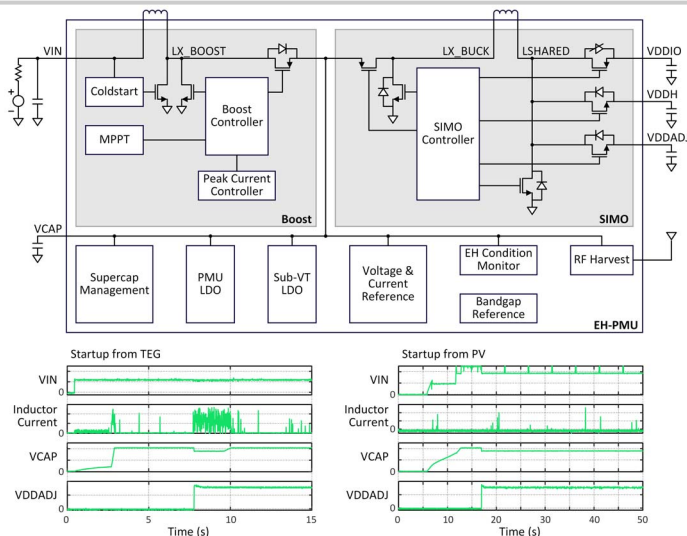 VIN
LX_BOOST
LX_BUCK
LSHARED
VDDIO
VDDH
VDDADJ
+
−
Coldstart
MPPT
Boost
Controller
Peak Current
Controller
Boost
SIMO
Controller
SIMO
VCAP
Supercap
Management
PMU
LDO
Sub-VT
LDO
Voltage &
Current
Reference
EH Condition
Monitor
Bandgap
Reference
RF Harvest
EH-PMU
Startup from TEG
VIN
0
Inductor
Current
0
VCAP
0
VDDADJ
0
0 5 10 15
Time (s)
Startup from PV
VIN
0
Inductor
Current
0
VCAP
0
VDDADJ
0
0 10 20 30 40 50
Time (s)